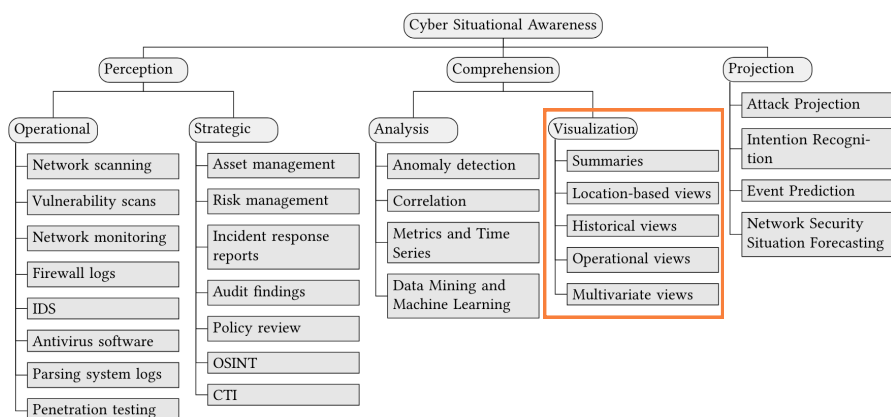 Cyber Situational Awareness
Perception
Comprehension
Projection
Operational
Network scanning
Vulnerability scans
Network monitoring
Firewall logs
IDS
Antivirus software
Parsing system logs
Penetration testing
Strategic
Asset management
Risk management
Incident response
reports
Audit findings
Policy review
OSINT
CTI
Analysis
Anomaly detection
Correlation
Metrics and Time
Series
Data Mining and
Machine Learning
Visualization
Summaries
Location-based views
Historical views
Operational views
Multivariate views
Attack Projection
Intention Recogni-
tion
Event Prediction
Network Security
Situation Forecasting